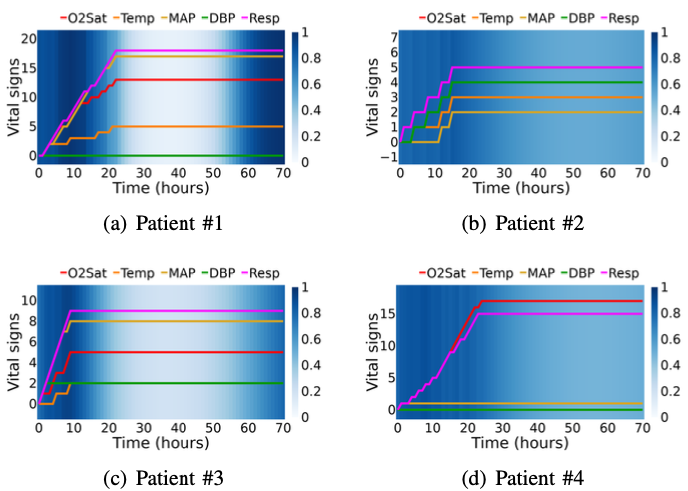 O2Sat Temp MAP DBP Resp
20
15
10
5
0
Vital signs
0 10 20 30 40 50 60 70
Time (hours)
1
0.8
0.6
0.4
0.2
0
(a) Patient #1
O2Sat Temp MAP DBP Resp
7
6
5
4
3
2
1
0
−1
Vital signs
0 10 20 30 40 50 60 70
Time (hours)
1
0.8
0.6
0.4
0.2
0
(b) Patient #2
O2Sat Temp MAP DBP Resp
10
8
6
4
2
0
Vital signs
0 10 20 30 40 50 60 70
Time (hours)
1
0.8
0.6
0.4
0.2
0
(c) Patient #3
O2Sat Temp MAP DBP Resp
15
10
5
0
Vital signs
0 10 20 30 40 50 60 70
Time (hours)
1
0.8
0.6
0.4
0.2
0
(d) Patient #4